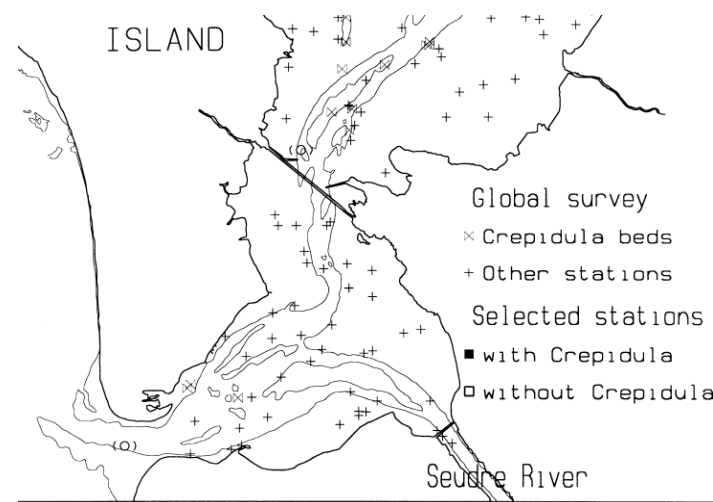 ISLAND
Global survey
Crepidula beds
+ Other stations
Selected stations
■ with Crepidula
□ without Crepidula
(O)
(O)
Seudre River